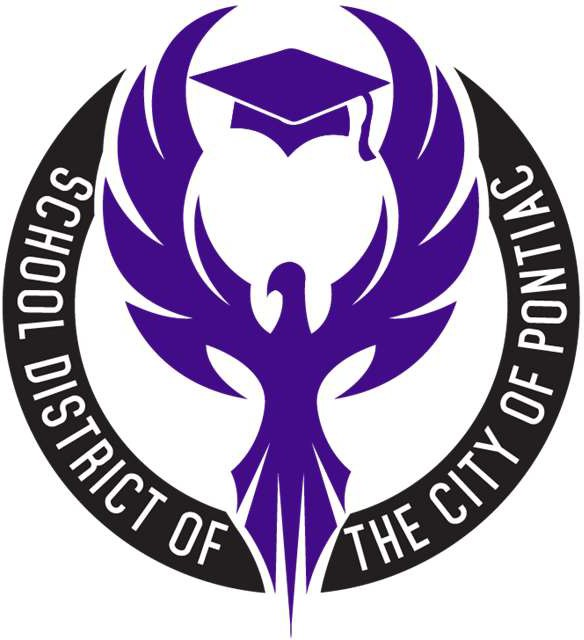 SCHOOL DISTRICT OF
THE CITY OF PONTIAC